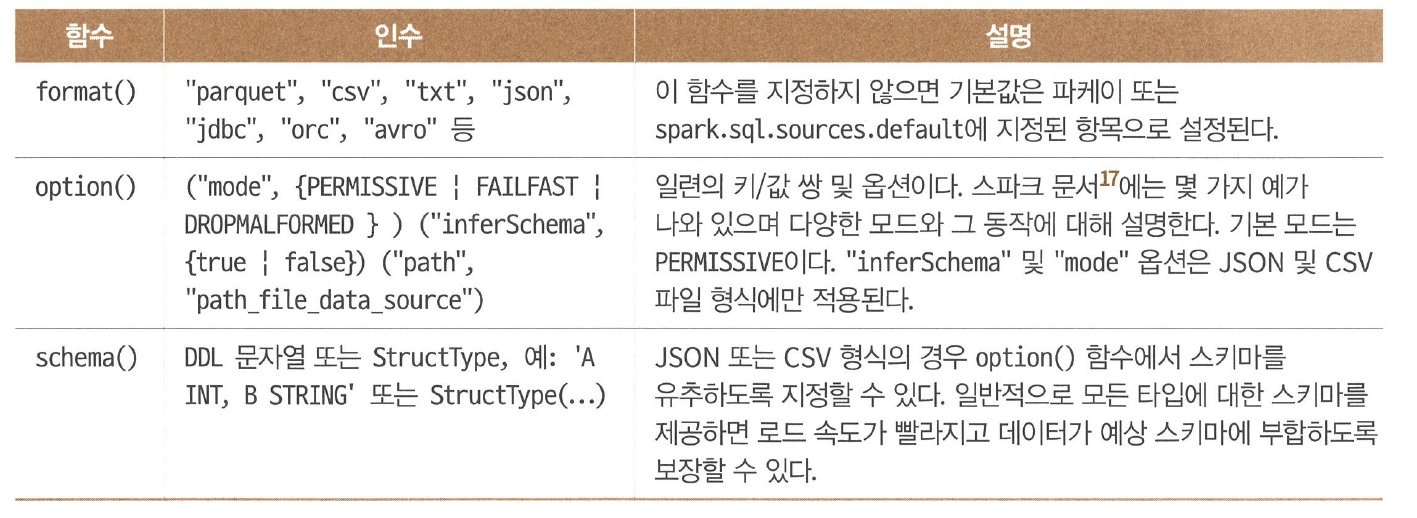 함수 인수 설명
format() "parquet", "csv", "txt", "json", 이 함수를 지정하지 않으면 기본값은 파케이 또는
"jdbc", "orc", "avro" 등 spark.sql.sources.default에 지정된 항목으로 설정된다.
option() ("mode", {PERMISSIVE ¦ FAILFAST ¦ 일련의 키/값 쌍 및 옵션이다. 스파크 문서17에는 몇 가지 예가
DROPMALFORMED } ) ("inferSchema", 나와 있으며 다양한 모드와 그 동작에 대해 설명한다. 기본 모드는
{true ¦ false}) ("path", PERMISSIVE이다. "inferSchema" 및 "mode" 옵션은 JSON 및 CSV
"path_file_data_source") 파일 형식에만 적용된다.
schema() DDL 문자열 또는 StructType, 예: 'A JSON 또는 CSV 형식의 경우 option() 함수에서 스키마를
INT, B STRING' 또는 StructType(...) 유추하도록 지정할 수 있다. 일반적으로 모든 타입에 대한 스키마를
제공하면 로드 속도가 빨라지고 데이터가 예상 스키마에 부합하도록
보장할 수 있다.